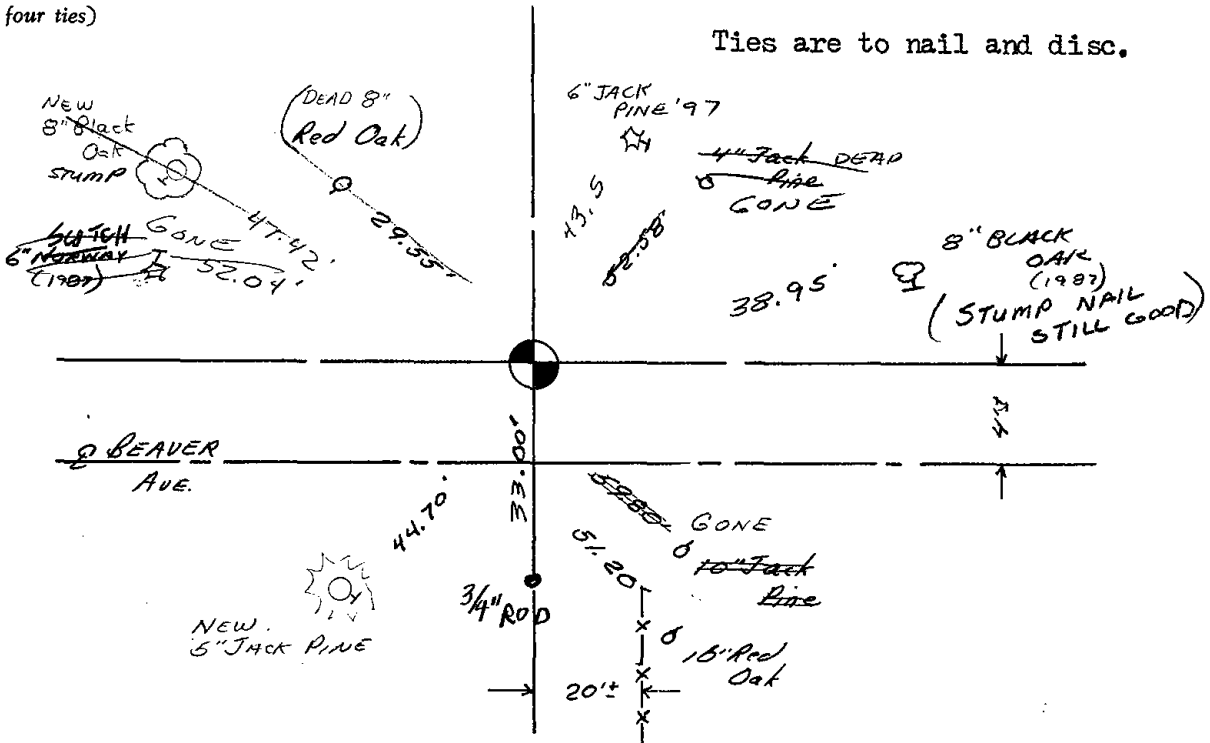 four ties)
Ties are to nail and disc.
NEW
8" Black
Oak
STUMP
47.42'
(DEAD 8"
Red Oak)
29.55'
6" JACK
PINE '97
43.5
4" Jack DEAD
Pine
GONE
52.58'
GONE
6" NORWAY
(1987)
52.04'
8" BLACK
OAK
(1987)
(STUMP NAIL
STILL GOOD)
38.95'
BEAVER
AVE.
33.00'
44.70'
GONE
10" Jack
Pine
51.20
3/4" ROD
NEW
JACK PINE
Red
Oak
20'±